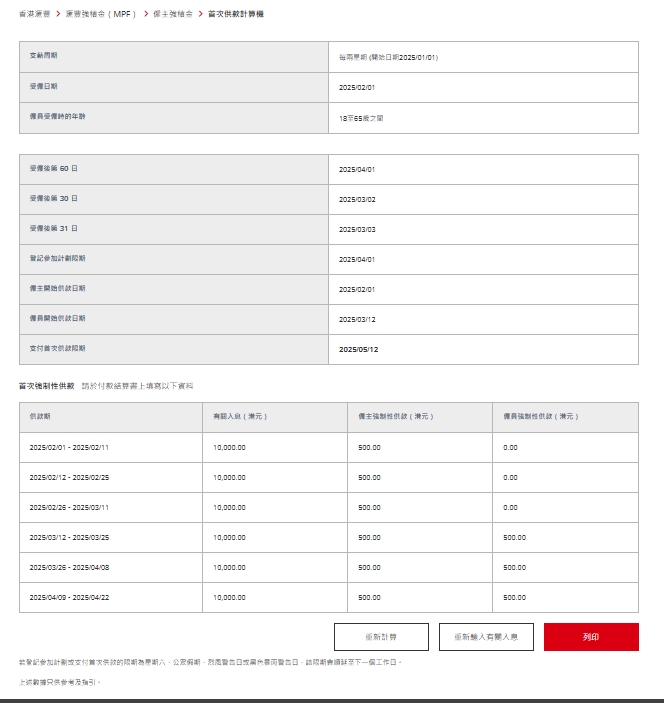 香港滙豐 > 滙豐強積金 ( MPF ) > 僱主強積金 > 首次供款計算機
支薪周期 每兩星期 (開始日期2025/01/01)
受僱日期 2025/02/01
僱員受僱時的年齡 18至65歲之間
受僱後第 60 日 2025/04/01
受僱後第 30 日 2025/03/02
受僱後第 31 日 2025/03/03
登記參加計劃限期 2025/04/01
僱主開始供款日期 2025/02/01
僱員開始供款日期 2025/03/12
支付首次供款限期 2025/05/12
首次強制性供款 請於付款結算書上填寫以下資料
供款期 有關入息 ( 港元 ) 僱主強制性供款 ( 港元 ) 僱員強制性供款 ( 港元 )
2025/02/01 - 2025/02/11 10,000.00 500.00 0.00
2025/02/12 - 2025/02/25 10,000.00 500.00 0.00
2025/02/26 - 2025/03/11 10,000.00 500.00 0.00
2025/03/12 - 2025/03/25 10,000.00 500.00 500.00
2025/03/26 - 2025/04/08 10,000.00 500.00 500.00
2025/04/09 - 2025/04/22 10,000.00 500.00 500.00
重新計算 重新輸入有關入息 列印
若登記參加計劃或支付首次供款的限期為星期六、公眾假期、烈風警告日或黑色暴雨警告日，該限期會順延至下一個工作日。
上述數據只供參考及指引。